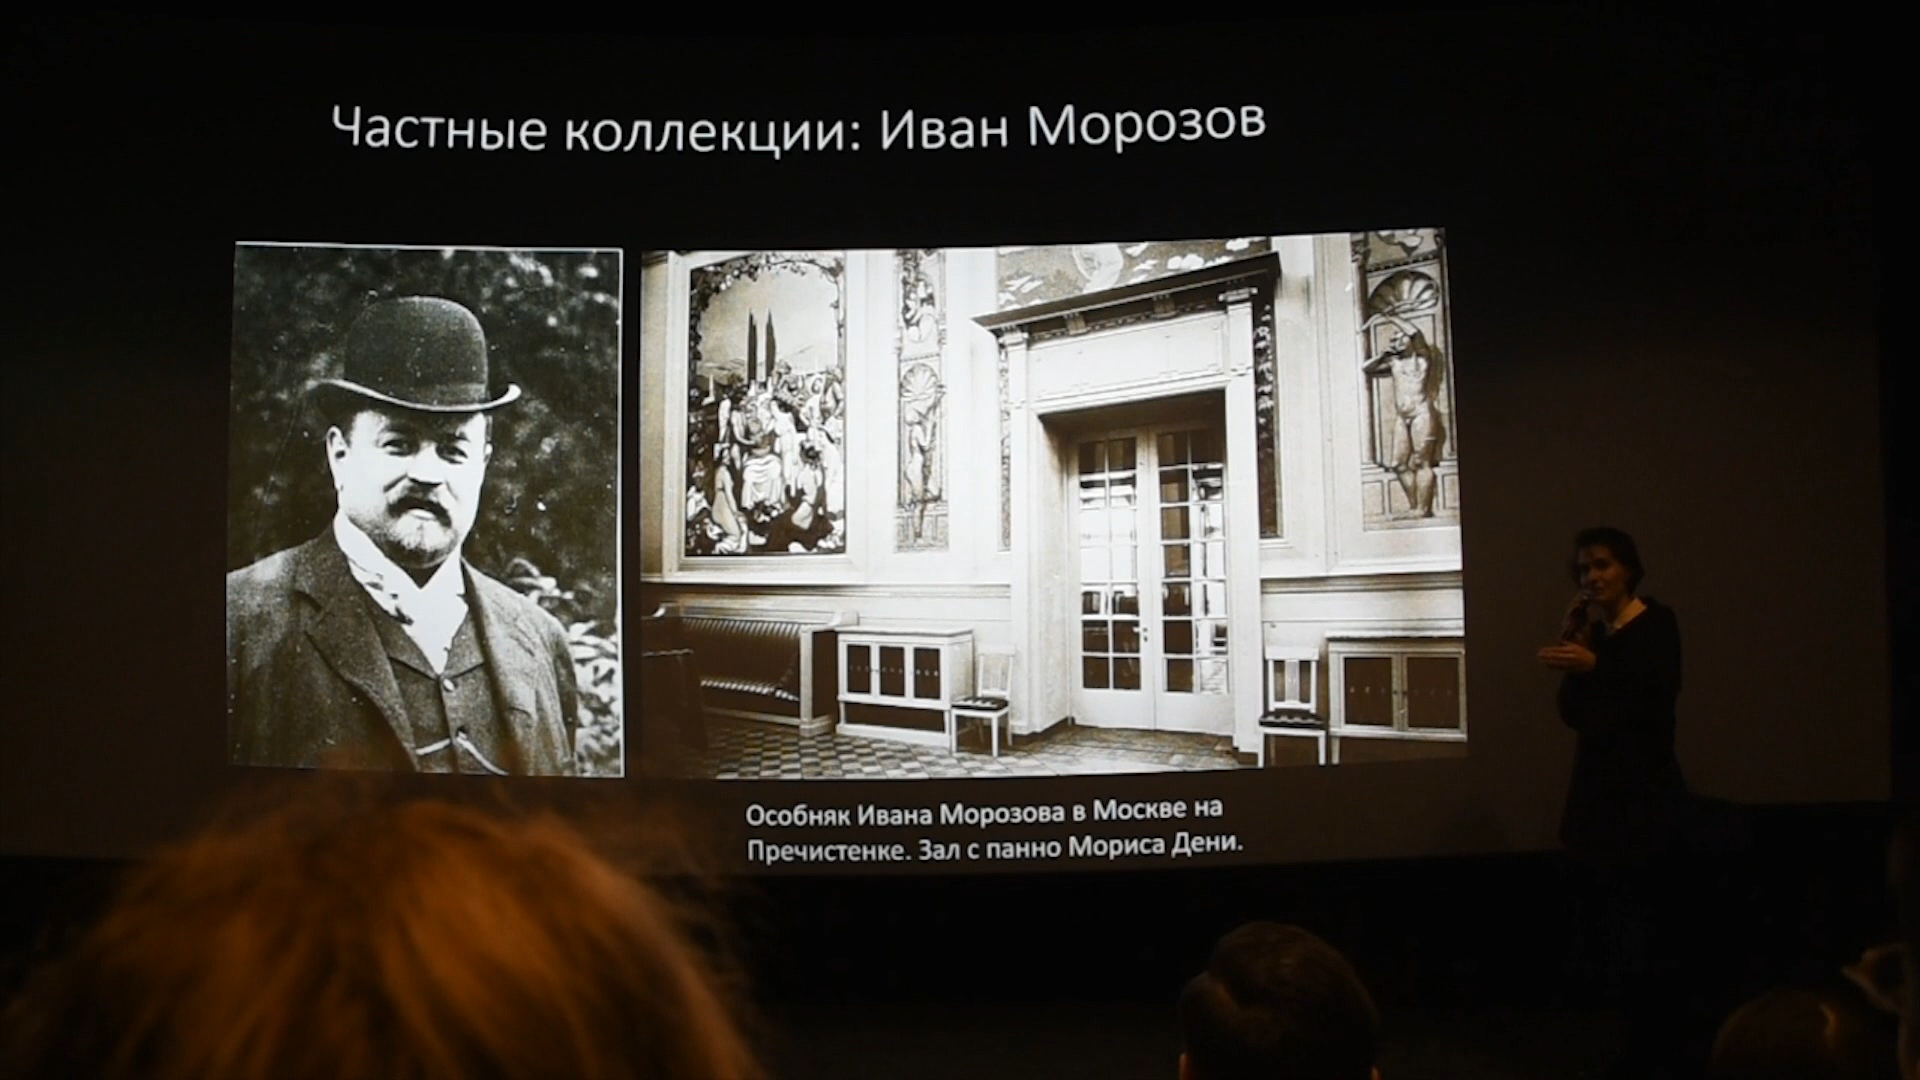 Частные коллекции: Иван Морозов
Особняк Ивана Морозова в Москве на
Пречистенке. Зал с панно Мориса Дени.